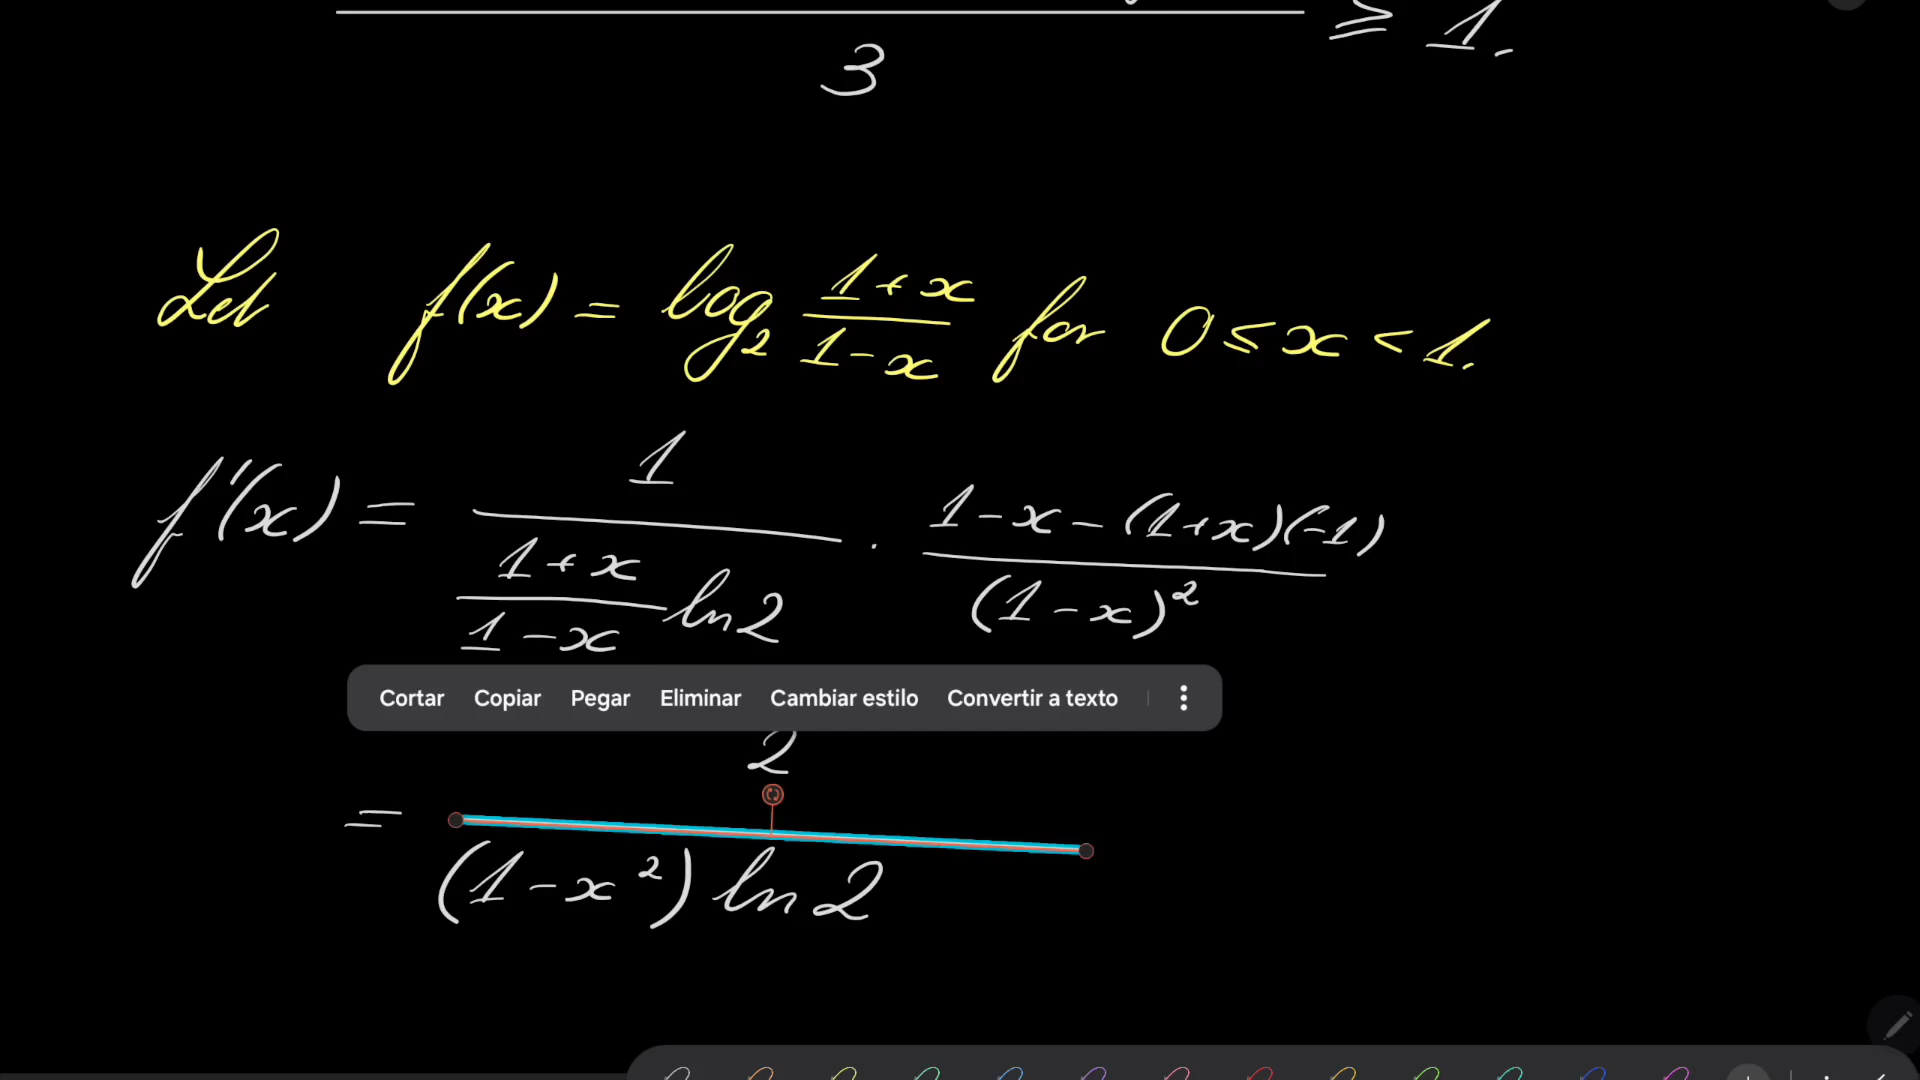 3 ≥ 1.
Let f(x) = log₂ (1+x)/(1-x) for 0 ≤ x < 1.
f'(x) = 1/((1+x)/(1-x) ln2) · (1-x-(1+x)(-1))/(1-x)²
Cortar Copiar Pegar Eliminar Cambiar estilo Convertir a texto
= 2/((1-x²) ln2)